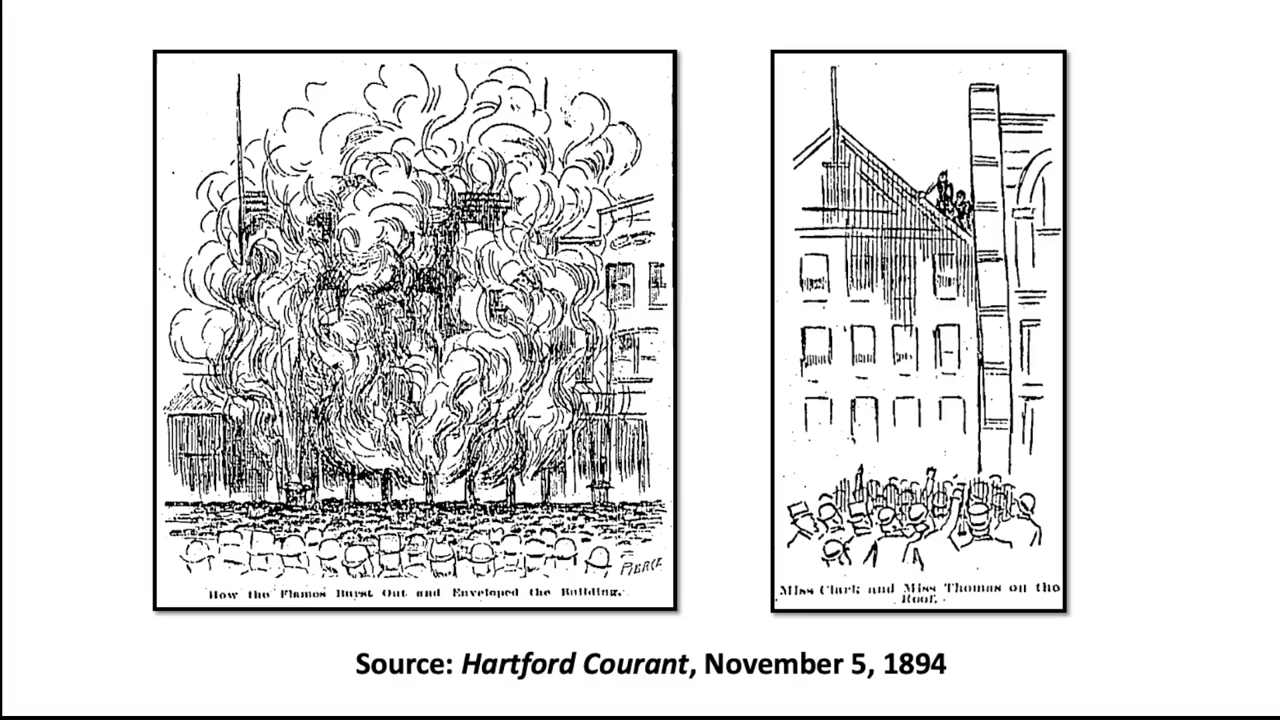 PIERCE
How the Flames Burst Out and Enveloped the Building.
Miss Clark and Miss Thomas on the
Roof.
Source: Hartford Courant, November 5, 1894